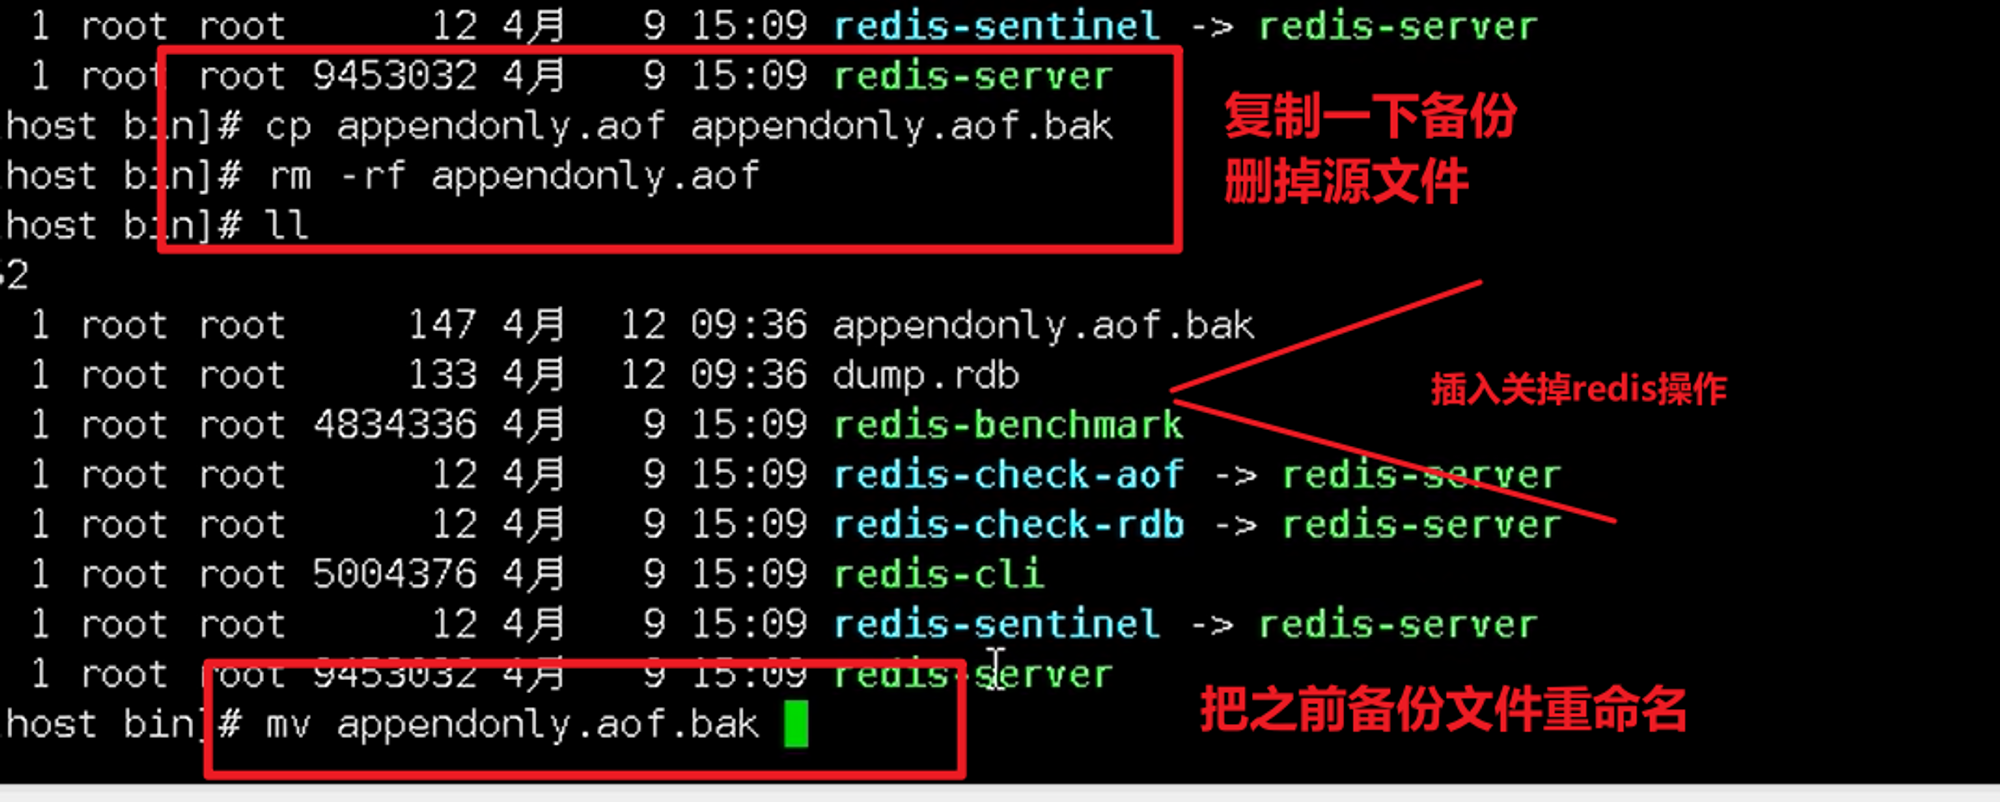 1 root root 12 4月 9 15:09 redis-sentinel -> redis-server
1 root root 9453032 4月 9 15:09 redis-server
host bin]# cp appendonly.aof appendonly.aof.bak
host bin]# rm -rf appendonly.aof
host bin]# ll
复制一下备份
删掉源文件
2
1 root root 147 4月 12 09:36 appendonly.aof.bak
1 root root 133 4月 12 09:36 dump.rdb
1 root root 4834336 4月 9 15:09 redis-benchmark
1 root root 12 4月 9 15:09 redis-check-aof -> redis-server
1 root root 12 4月 9 15:09 redis-check-rdb -> redis-server
1 root root 5004376 4月 9 15:09 redis-cli
1 root root 12 4月 9 15:09 redis-sentinel -> redis-server
1 root root 9453032 4月 9 15:09 redis-server
插入关掉redis操作
host bin]# mv appendonly.aof.bak
把之前备份文件重命名